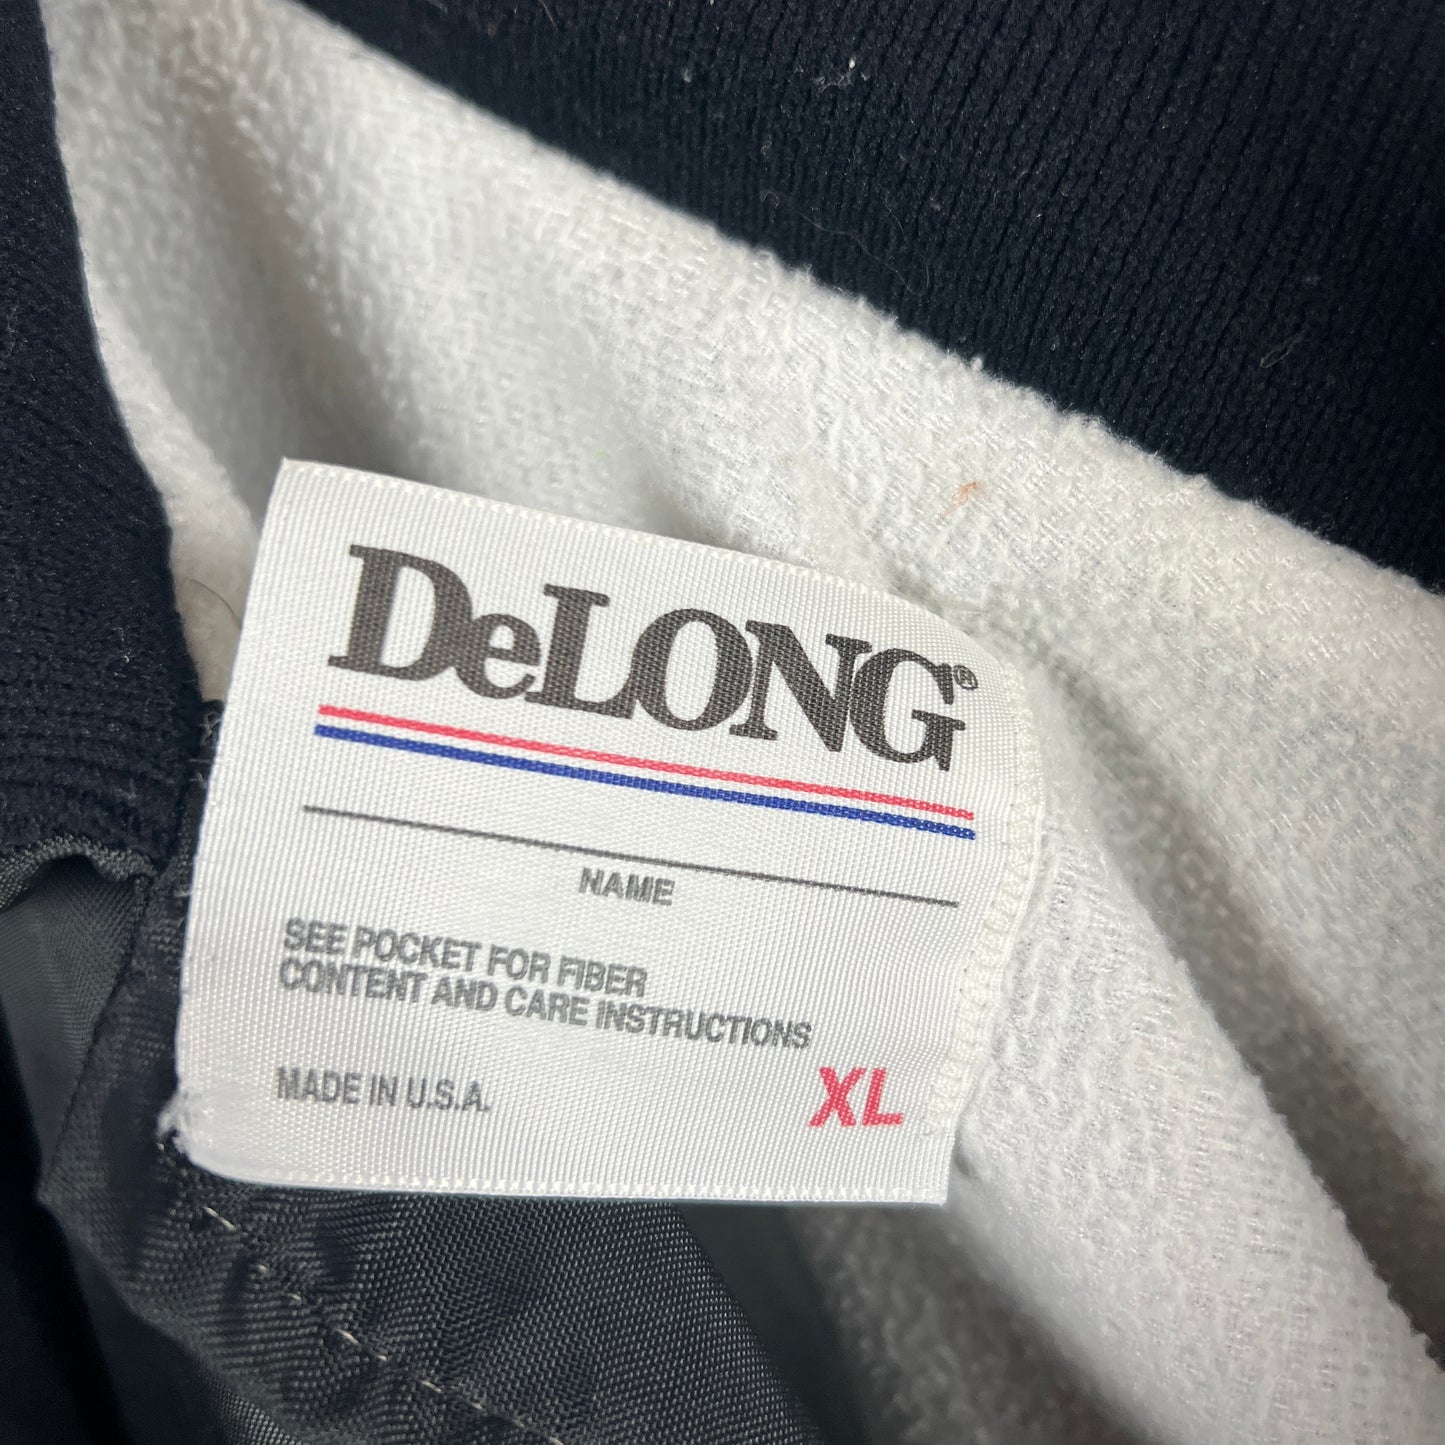 DeLONG®
NAME
SEE POCKET FOR FIBER
CONTENT AND CARE INSTRUCTIONS
MADE IN U.S.A.
XL